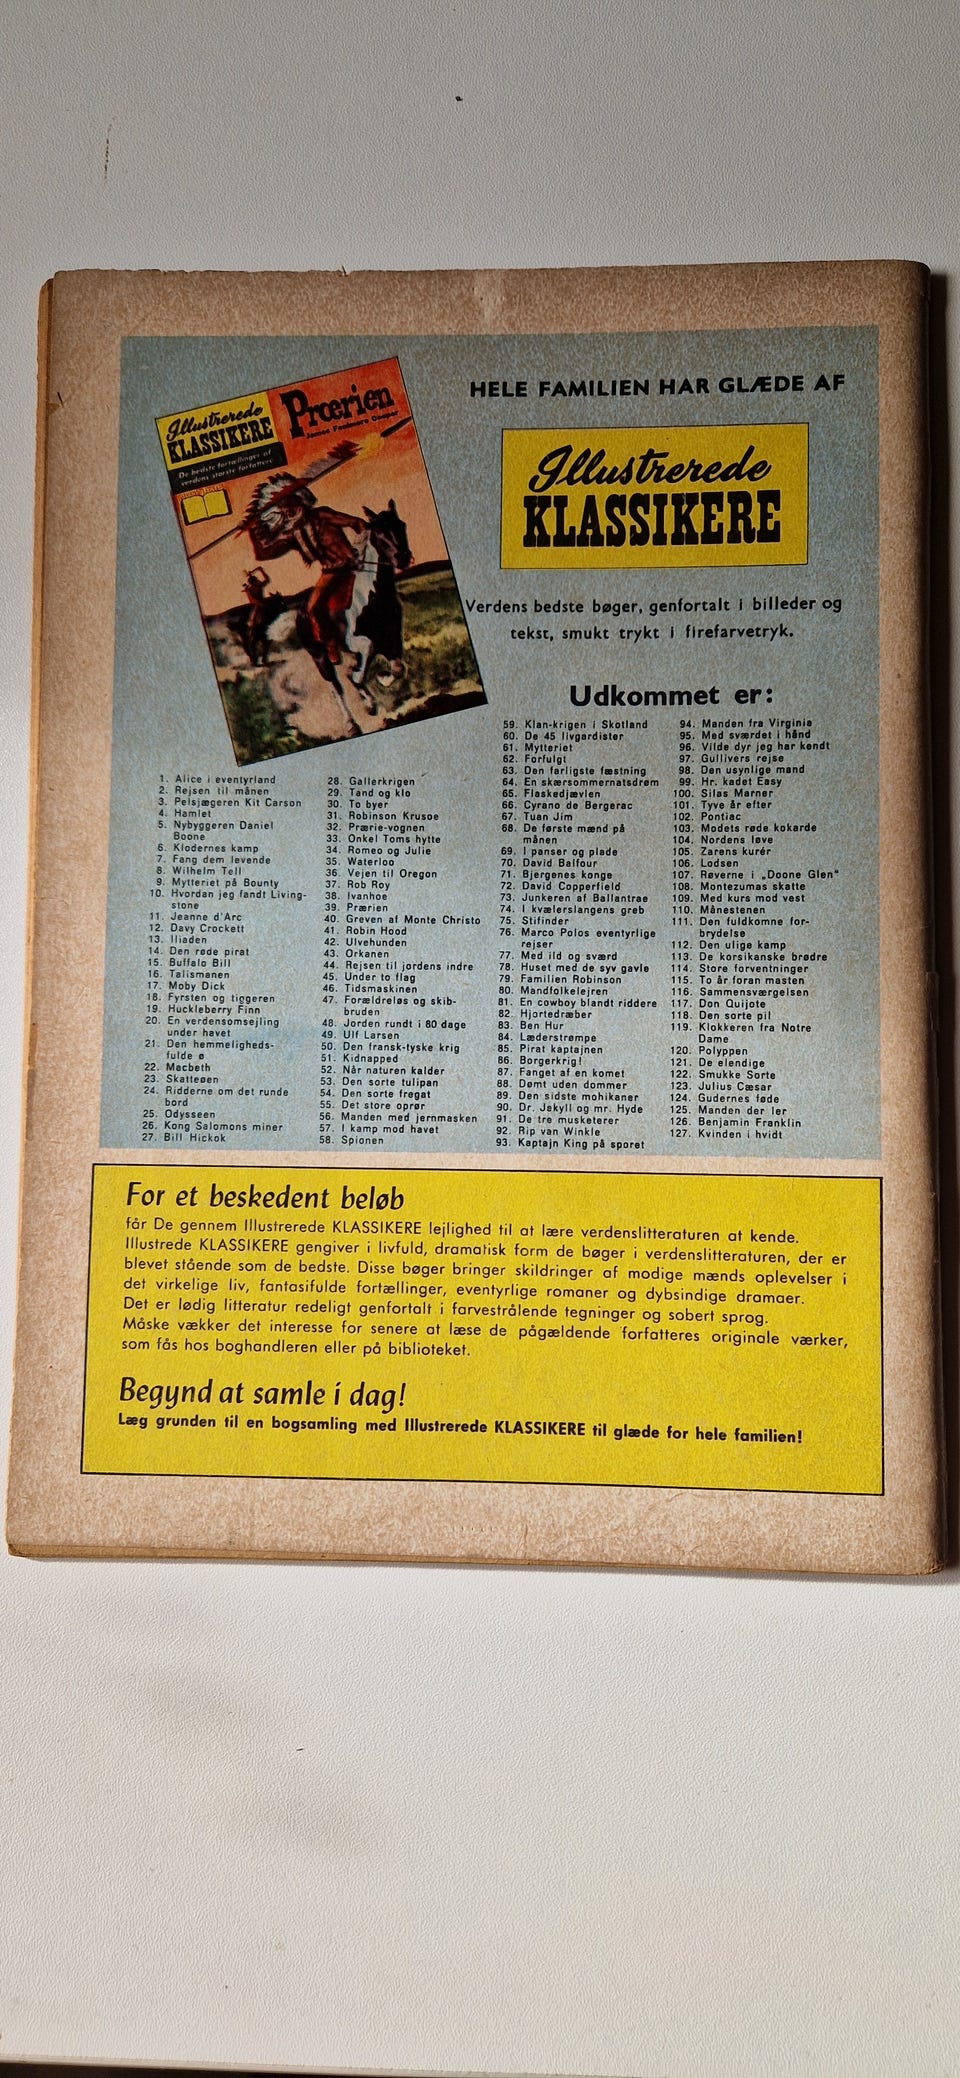 Illustrerede
KLASSIKERE
De bedste fortællinger af
verdens største forfattere
Prærien
James Fenimore Cooper
HELE FAMILIEN HAR GLÆDE AF
Illustrerede
KLASSIKERE
Verdens bedste bøger, genfortalt i billeder og
tekst, smukt trykt i firefarvetryk.
Udkommet er:
1. Alice i eventyrland
2. Rejsen til månen
3. Pelsjægeren Kit Carson
4. Hamlet
5. Nybyggeren Daniel
Boone
6. Klodernes kamp
7. Fang dem levende
8. Wilhelm Tell
9. Mytteriet på Bounty
10. Hvordan jeg fandt Living-
stone
11. Jeanne d'Arc
12. Davy Crockett
13. Iliaden
14. Den røde pirat
15. Buffalo Bill
16. Talismanen
17. Moby Dick
18. Fyrsten og tiggeren
19. Huckleberry Finn
20. En verdensomsejling
under havet
21. Den hemmeligheds-
fulde ø
22. Macbeth
23. Skatteøen
24. Ridderne om det runde
bord
25. Odysseen
26. Kong Salomons miner
27. Bill Hickok
28. Gallerkrigen
29. Tand og klo
30. To byer
31. Robinson Krusoe
32. Prærie-vognen
33. Onkel Toms hytte
34. Romeo og Julie
35. Waterloo
36. Vejen til Oregon
37. Rob Roy
38. Ivanhoe
39. Prærien
40. Greven af Monte Christo
41. Robin Hood
42. Ulvehunden
43. Orkanen
44. Rejsen til jordens indre
45. Under to flag
46. Tidsmaskinen
47. Forældreløs og skib-
bruden
48. Jorden rundt i 80 dage
49. Ulf Larsen
50. Den fransk-tyske krig
51. Kidnapped
52. Når naturen kalder
53. Den sorte tulipan
54. Den sorte fregat
55. Det store oprør
56. Manden med jernmasken
57. I kamp mod havet
58. Spionen
59. Klan-krigen i Skotland
60. De 45 livgardister
61. Mytteriet
62. Forfulgt
63. Den farligste fæstning
64. En skærsommernatsdrøm
65. Flaskedjævlen
66. Cyrano de Bergerac
67. Tuan Jim
68. De første mænd på
månen
69. I panser og plade
70. David Balfour
71. Bjergenes konge
72. David Copperfield
73. Junkeren af Ballantrae
74. I kvælerslangens greb
75. Stifinder
76. Marco Polos eventyrlige
rejser
77. Med ild og sværd
78. Huset med de syv gavle
79. Familien Robinson
80. Mandfolkelejren
81. En cowboy blandt riddere
82. Hjortedræber
83. Ben Hur
84. Læderstrømpe
85. Pirat kaptajnen
86. Borgerkrig!
87. Fanget af en komet
88. Dømt uden dommer
89. Den sidste mohikaner
90. Dr. Jekyll og mr. Hyde
91. De tre musketerer
92. Rip van Winkle
93. Kaptajn King på sporet
94. Manden fra Virginia
95. Med sværdet i hånd
96. Vilde dyr jeg har kendt
97. Gullivers rejse
98. Den usynlige mand
99. Hr. kadet Easy
100. Silas Marner
101. Tyve år efter
102. Pontiac
103. Modets røde kokarde
104. Nordens løve
105. Zarens kurér
106. Lodsen
107. Røverne i „Doone Glen"
108. Montezumas skatte
109. Med kurs mod vest
110. Månestenen
111. Den fuldkomne for-
brydelse
112. Den ulige kamp
113. De korsikanske brødre
114. Store forventninger
115. To år foran masten
116. Sammensværgelsen
117. Don Quijote
118. Den sorte pil
119. Klokkeren fra Notre
Dame
120. Polyppen
121. De elendige
122. Smukke Sorte
123. Julius Cæsar
124. Gudernes føde
125. Manden der ler
126. Benjamin Franklin
127. Kvinden i hvidt
For et beskedent beløb
får De gennem Illustrerede KLASSIKERE lejlighed til at lære verdenslitteraturen at kende.
Illustrede KLASSIKERE gengiver i livfuld, dramatisk form de bøger i verdenslitteraturen, der er
blevet stående som de bedste. Disse bøger bringer skildringer af modige mænds oplevelser i
det virkelige liv, fantasifulde fortællinger, eventyrlige romaner og dybsindige dramaer.
Det er lødig litteratur redeligt genfortalt i farvestrålende tegninger og sobert sprog.
Måske vækker det interesse for senere at læse de pågældende forfatteres originale værker,
som fås hos boghandleren eller på biblioteket.
Begynd at samle i dag!
Læg grunden til en bogsamling med Illustrerede KLASSIKERE til glæde for hele familien!